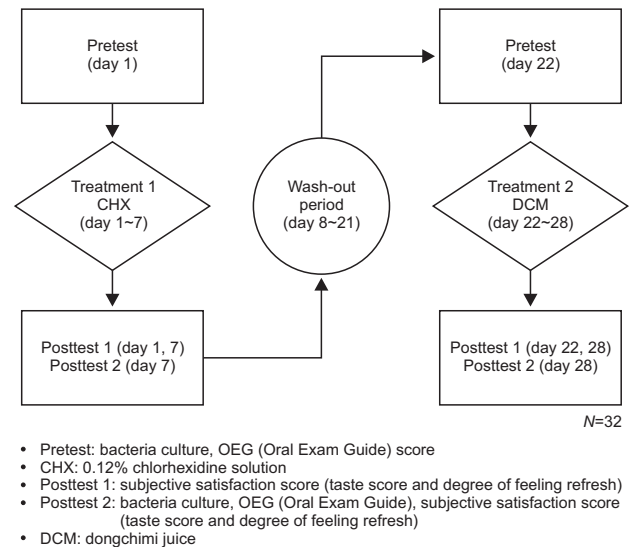 Pretest
(day 1)
Treatment 1
CHX
(day 1~7)
Posttest 1 (day 1, 7)
Posttest 2 (day 7)
Wash-out
period
(day 8~21)
Pretest
(day 22)
Treatment 2
DCM
(day 22~28)
Posttest 1 (day 22, 28)
Posttest 2 (day 28)
N=32
• Pretest: bacteria culture, OEG (Oral Exam Guide) score
• CHX: 0.12% chlorhexidine solution
• Posttest 1: subjective satisfaction score (taste score and degree of feeling refresh)
• Posttest 2: bacteria culture, OEG (Oral Exam Guide), subjective satisfaction score
(taste score and degree of feeling refresh)
• DCM: dongchimi juice